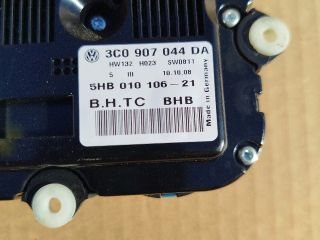 3C0 907 044 DA
HW132 H023 SW0811
5 III 10.10.08
5HB 010 106-21
B.H.TC BHB
Made in Germany